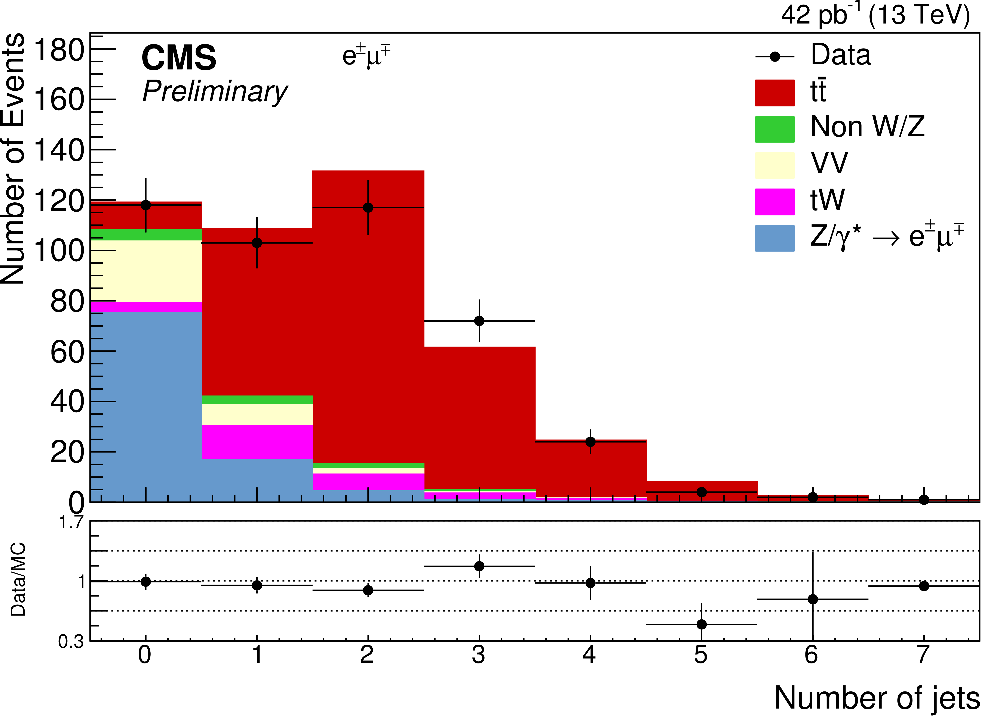 42 pb⁻¹ (13 TeV)
CMS
Preliminary
e±μ∓
Data
tt̄
Non W/Z
VV
tW
Z/γ* → e±μ∓
Number of Events
180
160
140
120
100
80
60
40
20
0
Data/MC
1.7
1
0.3
0 1 2 3 4 5 6 7
Number of jets